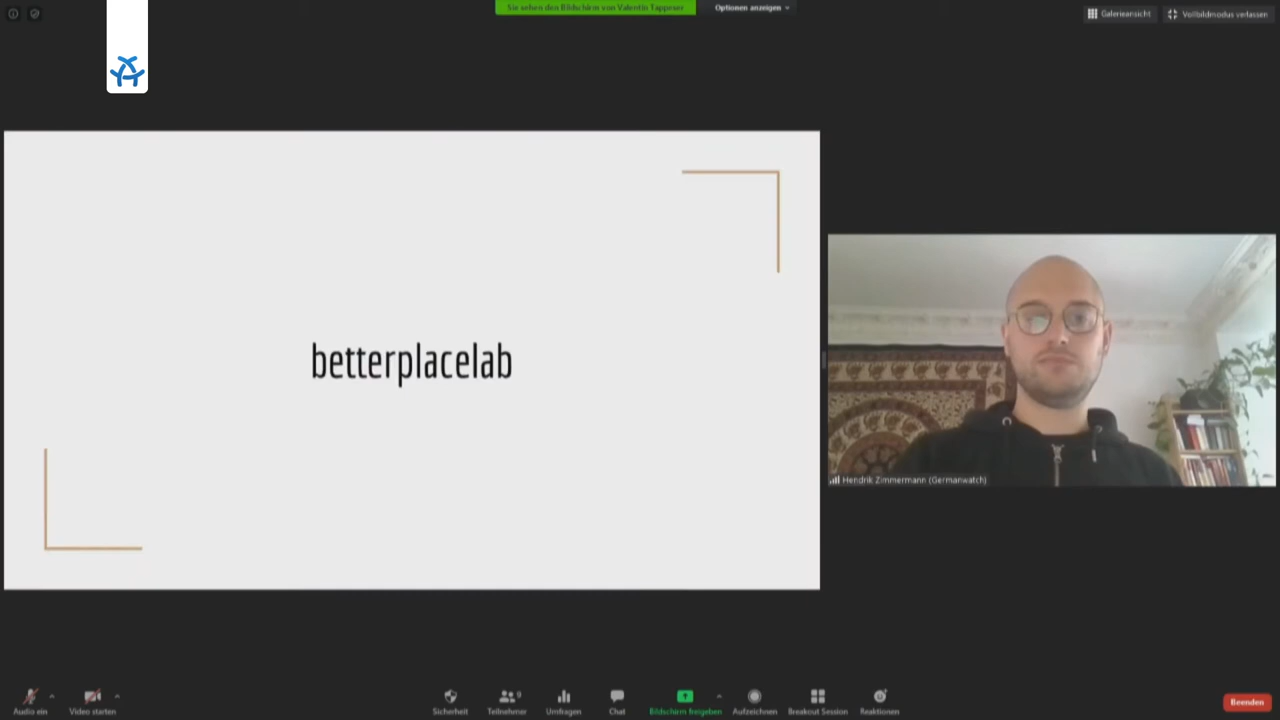 Sie sehen den Bildschirm von Valentin Tappeser
Optionen anzeigen
Galerieansicht
Vollbildmodus verlassen
betterplacelab
Hendrik Zimmermann (Germanwatch)
Audio ein
Video starten
Sicherheit
9
Teilnehmer
Umfragen
Chat
Bildschirm freigeben
Aufzeichnen
Breakout Session
Reaktionen
Beenden